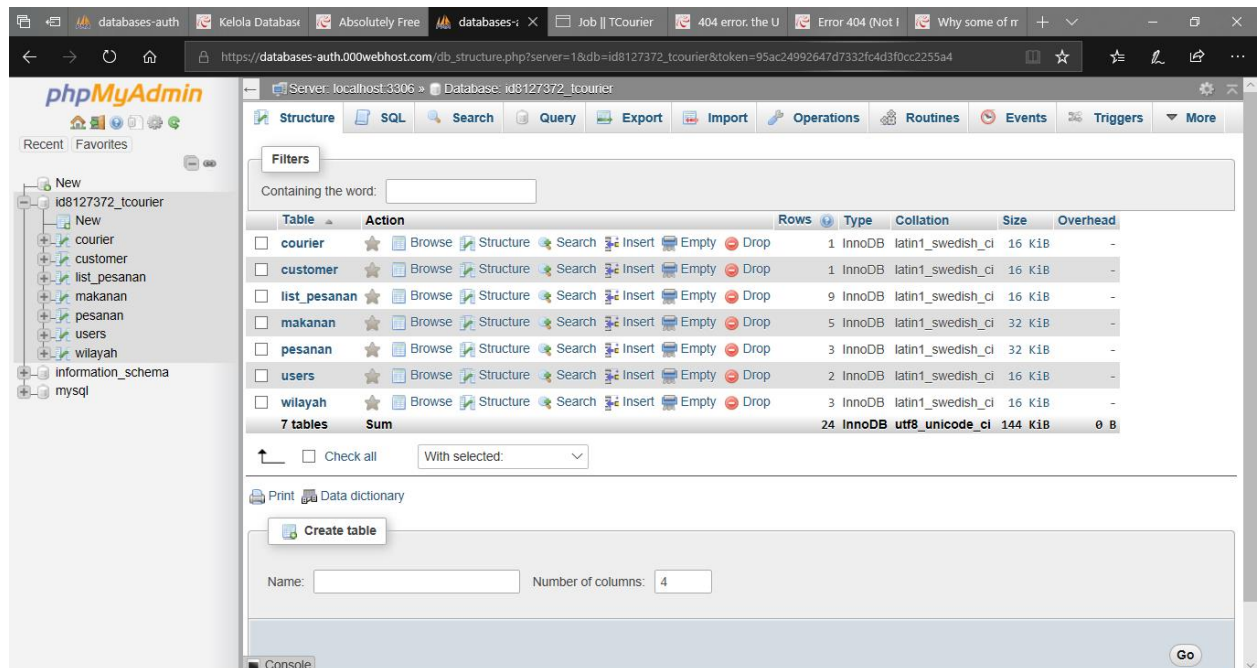 databases-auth
Kelola Database
Absolutely Free
databases-a
Job || TCourier
404 error. the U
Error 404 (Not
Why some of m
https://databases-auth.000webhost.com/db_structure.php?server=1&db=id8127372_tcourier&token=95ac24992647d7332fc4d3f0cc2255a4
phpMyAdmin
Recent Favorites
New
id8127372_tcourier
New
courier
customer
list_pesanan
makanan
pesanan
users
wilayah
information_schema
mysql
Server: localhost:3306 » Database: id8127372_tcourier
Structure SQL Search Query Export Import Operations Routines Events Triggers More
Filters
Containing the word:
Table Action Rows Type Collation Size Overhead
courier Browse Structure Search Insert Empty Drop 1 InnoDB latin1_swedish_ci 16 KiB -
customer Browse Structure Search Insert Empty Drop 1 InnoDB latin1_swedish_ci 16 KiB -
list_pesanan Browse Structure Search Insert Empty Drop 9 InnoDB latin1_swedish_ci 16 KiB -
makanan Browse Structure Search Insert Empty Drop 5 InnoDB latin1_swedish_ci 32 KiB -
pesanan Browse Structure Search Insert Empty Drop 3 InnoDB latin1_swedish_ci 32 KiB -
users Browse Structure Search Insert Empty Drop 2 InnoDB latin1_swedish_ci 16 KiB -
wilayah Browse Structure Search Insert Empty Drop 3 InnoDB latin1_swedish_ci 16 KiB -
7 tables Sum 24 InnoDB utf8_unicode_ci 144 KiB 0 B
Check all With selected:
Print Data dictionary
Create table
Name: Number of columns: 4
Go
Console